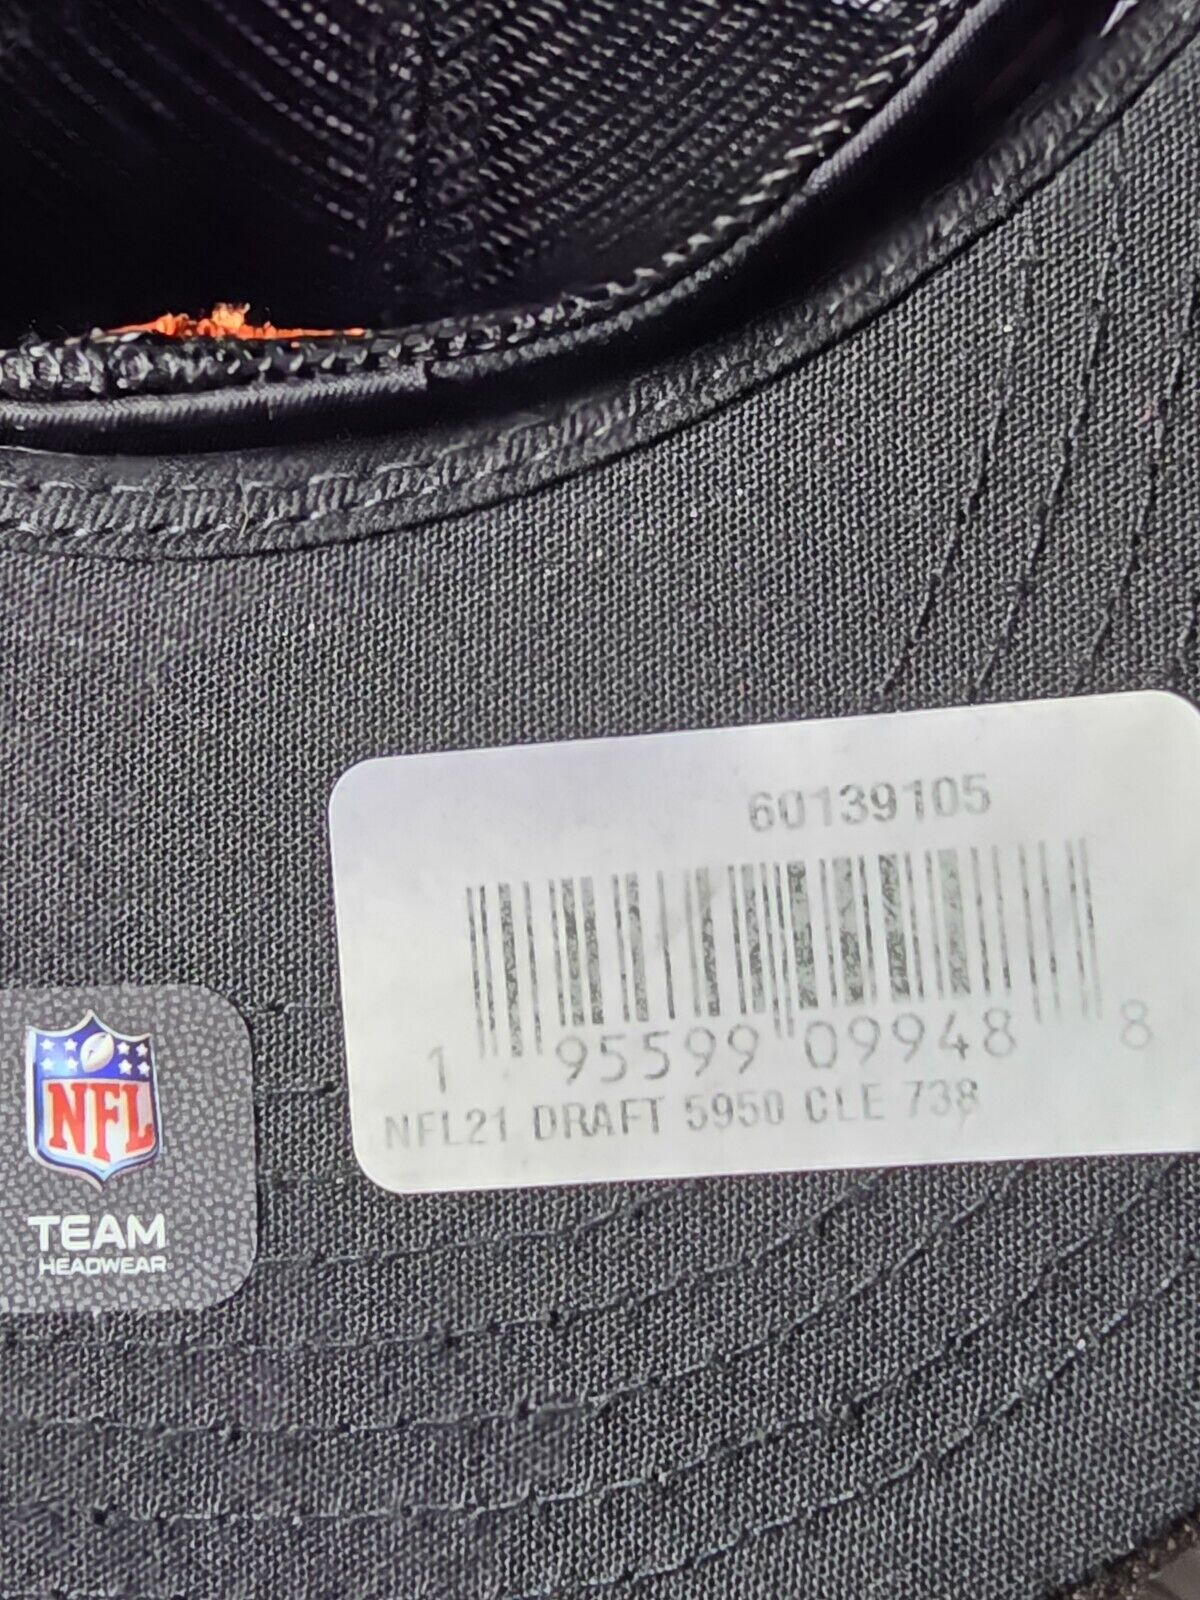 60139105
1 95599 09948 8
NFL21 DRAFT 5950 CLE 738
NFL
TEAM
HEADWEAR